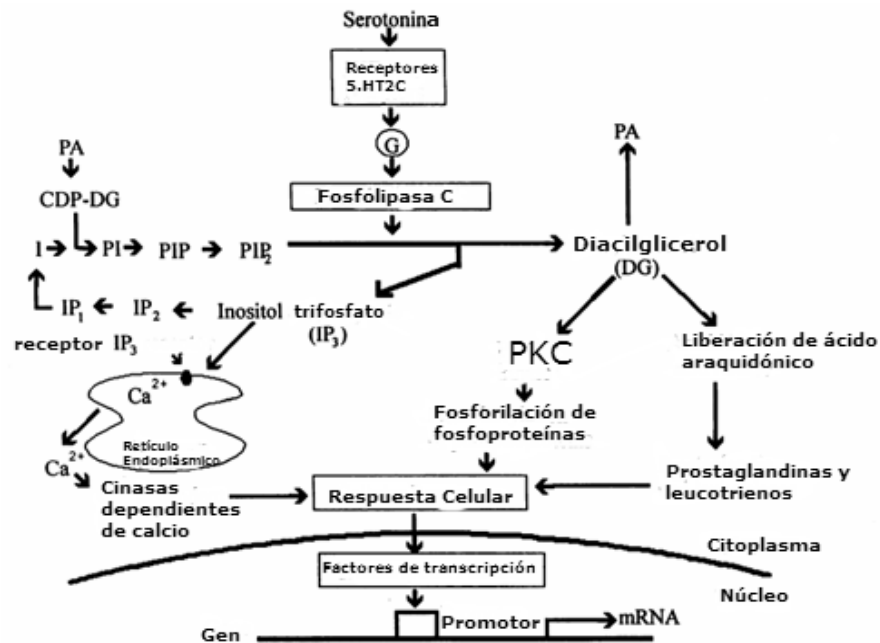 Serotonina
Receptores
5.HT2C
G
PA
PA
Fosfolipasa C
CDP-DG
I PI PIP PIP₂
Diacilglicerol
(DG)
IP₁ IP₂ Inositol trifosfato
(IP₃)
receptor IP₃
PKC
Liberación de ácido
araquidónico
Ca²⁺
Fosforilación de
fosfoproteínas
Retículo
Endoplásmico
Ca²⁺
Cinasas
dependientes
de calcio
Respuesta Celular
Prostaglandinas y
leucotrienos
Citoplasma
Factores de transcripción
Núcleo
Promotor mRNA
Gen